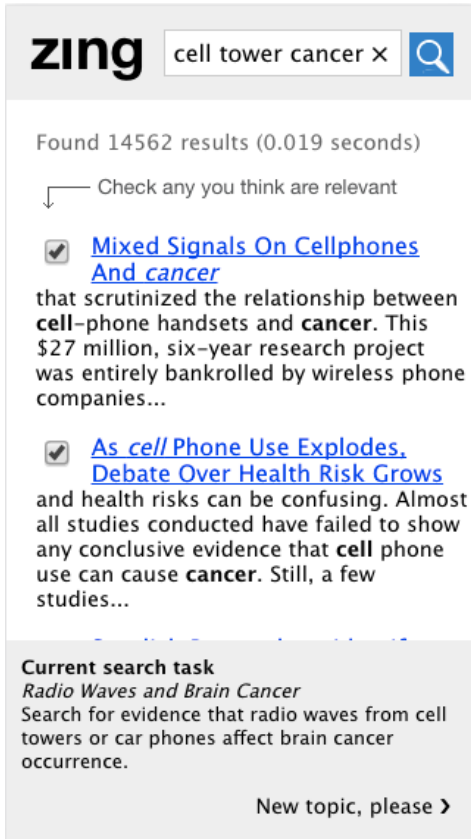 zing
cell tower cancer ×
Found 14562 results (0.019 seconds)
Check any you think are relevant
Mixed Signals On Cellphones
And cancer
that scrutinized the relationship between
cell-phone handsets and cancer. This
$27 million, six-year research project
was entirely bankrolled by wireless phone
companies...
As cell Phone Use Explodes,
Debate Over Health Risk Grows
and health risks can be confusing. Almost
all studies conducted have failed to show
any conclusive evidence that cell phone
use can cause cancer. Still, a few
studies...
Current search task
Radio Waves and Brain Cancer
Search for evidence that radio waves from cell
towers or car phones affect brain cancer
occurrence.
New topic, please ❯